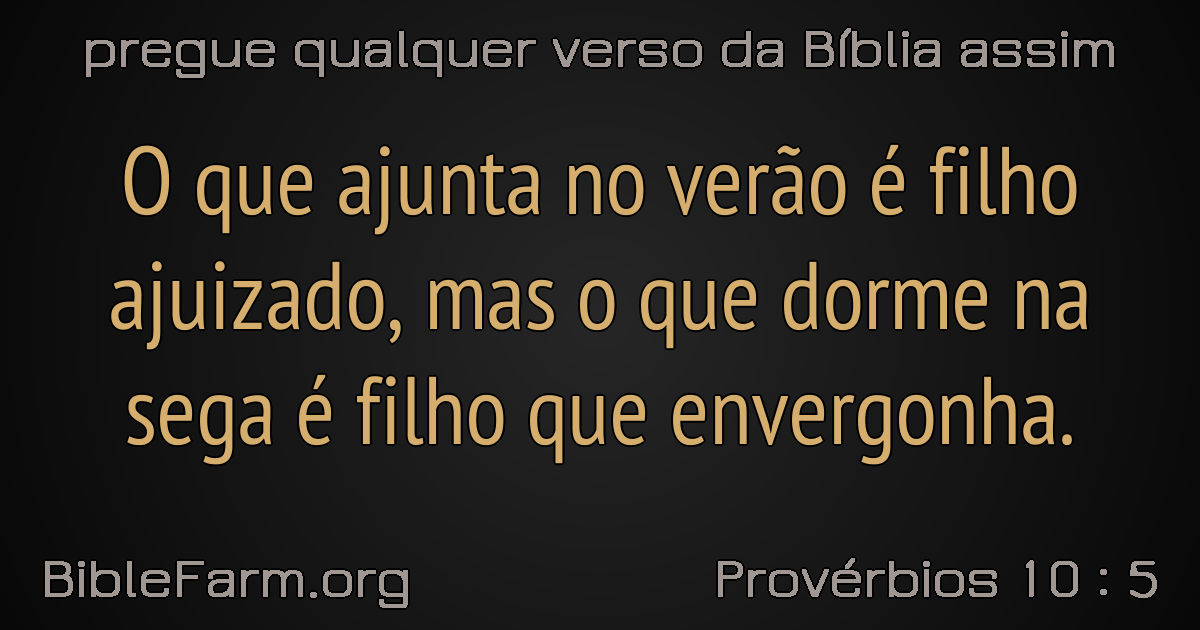 pregue qualquer verso da Bíblia assim
O que ajunta no verão é filho
ajuizado, mas o que dorme na
sega é filho que envergonha.
BibleFarm.org
Provérbios 10 : 5